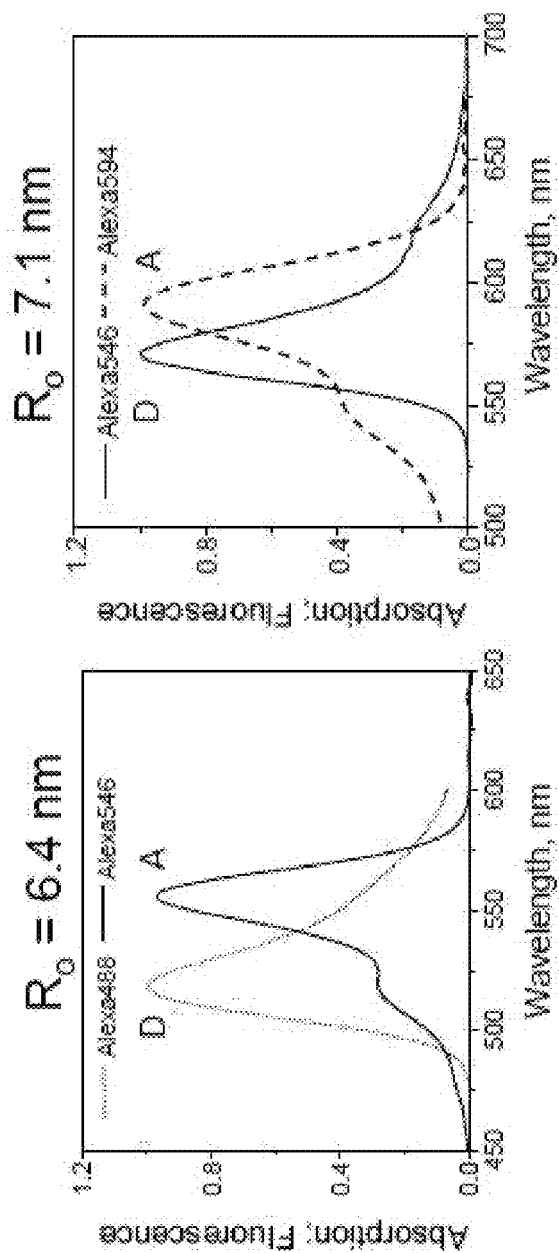 R₀ = 6.4 nm
Alexa488 Alexa546
D A
Absorption; Fluorescence
1.2
0.8
0.4
0.0
450 500 550 600 650
Wavelength, nm
R₀ = 7.1 nm
Alexa546 Alexa594
D A
Absorption; Fluorescence
1.2
0.8
0.4
0.0
500 550 600 650 700
Wavelength, nm